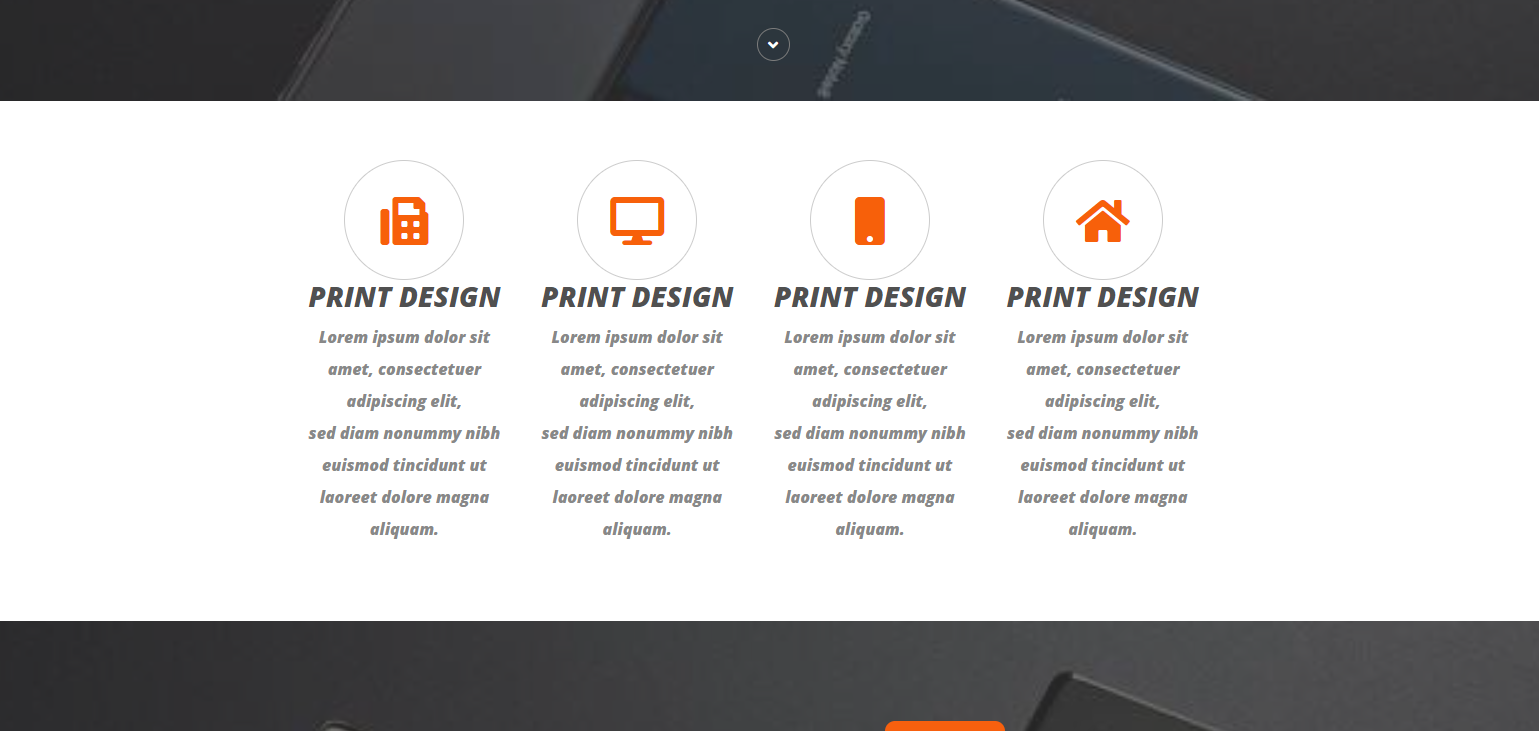 Galaxy Note8
PRINT DESIGN
Lorem ipsum dolor sit
amet, consectetuer
adipiscing elit,
sed diam nonummy nibh
euismod tincidunt ut
laoreet dolore magna
aliquam.
PRINT DESIGN
Lorem ipsum dolor sit
amet, consectetuer
adipiscing elit,
sed diam nonummy nibh
euismod tincidunt ut
laoreet dolore magna
aliquam.
PRINT DESIGN
Lorem ipsum dolor sit
amet, consectetuer
adipiscing elit,
sed diam nonummy nibh
euismod tincidunt ut
laoreet dolore magna
aliquam.
PRINT DESIGN
Lorem ipsum dolor sit
amet, consectetuer
adipiscing elit,
sed diam nonummy nibh
euismod tincidunt ut
laoreet dolore magna
aliquam.